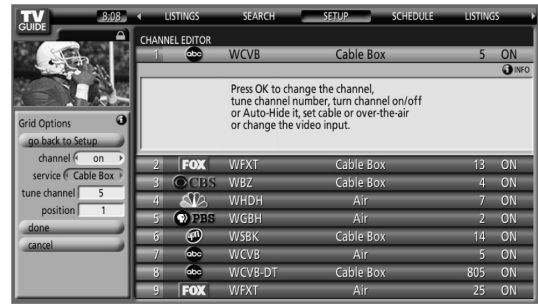 TV GUIDE
8:08
LISTINGS SEARCH SETUP SCHEDULE LISTINGS
CHANNEL EDITOR
1 abc WCVB Cable Box 5 ON
INFO
Press OK to change the channel,
tune channel number, turn channel on/off
or Auto-Hide it, set cable or over-the-air
or change the video input.
Grid Options
go back to Setup
channel on
service Cable Box
tune channel 5
position 1
done
cancel
2 FOX WFXT Cable Box 13 ON
3 CBS WBZ Cable Box 4 ON
4 WHDH Air 7 ON
5 PBS WGBH Air 2 ON
6 WSBK Cable Box 14 ON
7 abc WCVB Air 5 ON
8 abc WCVB-DT Cable Box 805 ON
9 FOX WFXT Air 25 ON